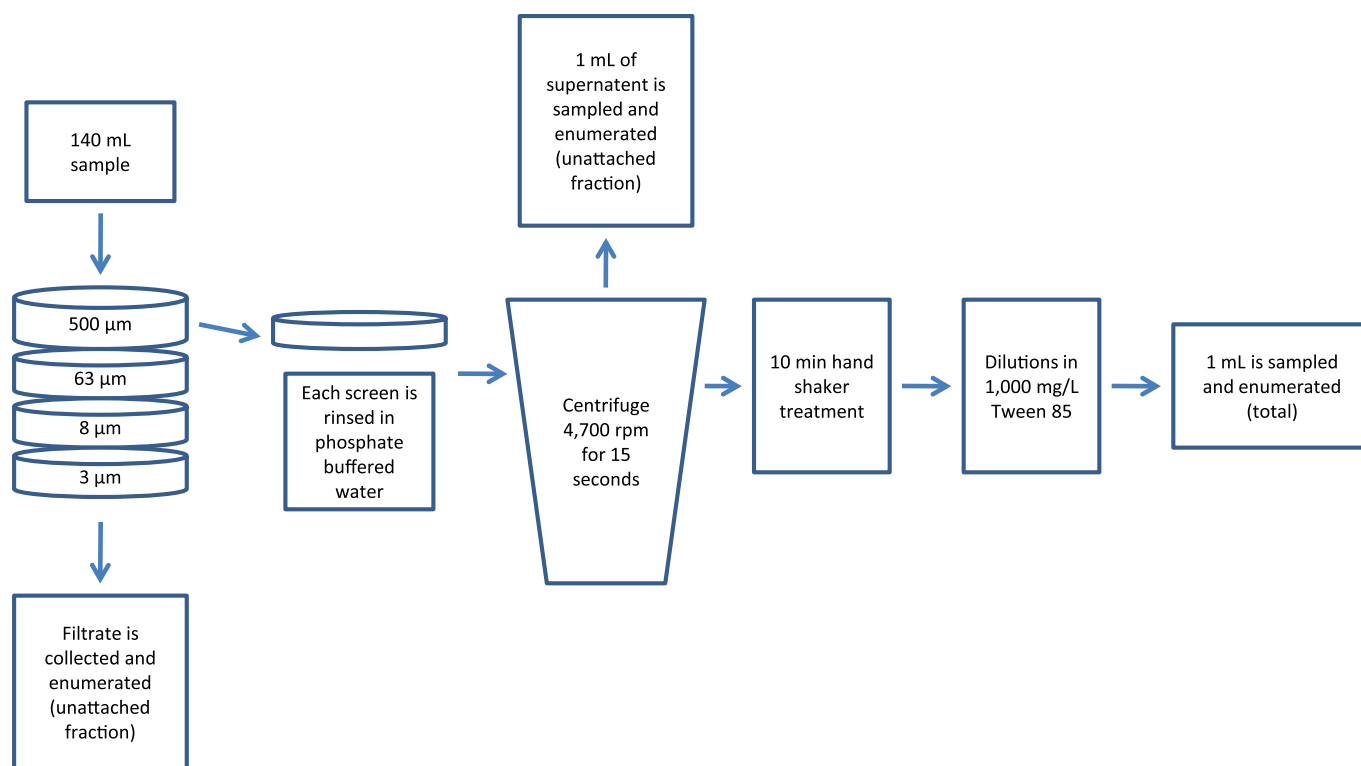 140 mL
sample
500 µm
63 µm
8 µm
3 µm
Filtrate is
collected and
enumerated
(unattached
fraction)
Each screen is
rinsed in
phosphate
buffered
water
Centrifuge
4,700 rpm
for 15
seconds
1 mL of
supernatent is
sampled and
enumerated
(unattached
fraction)
10 min hand
shaker
treatment
Dilutions in
1,000 mg/L
Tween 85
1 mL is sampled
and enumerated
(total)